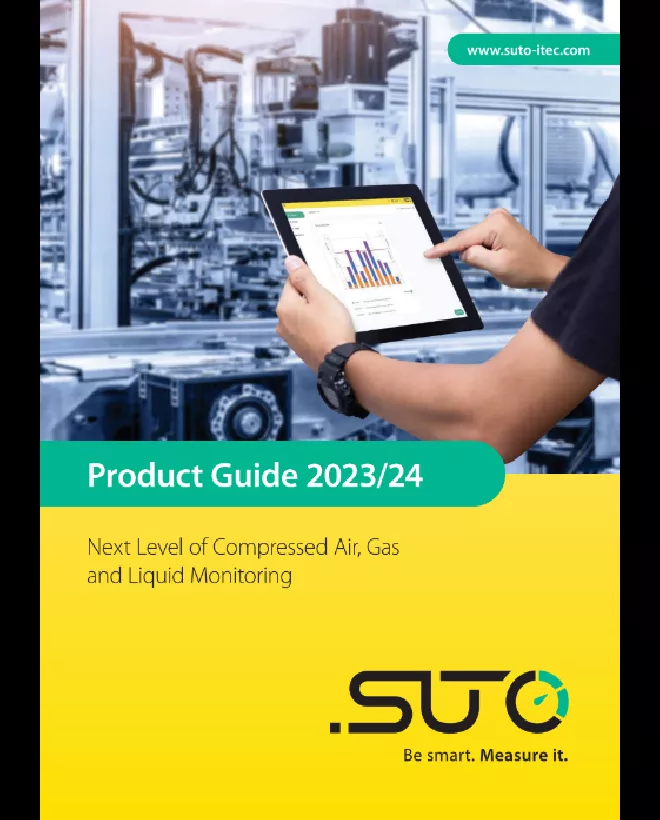 www.suto-itec.com
Product Guide 2023/24
Next Level of Compressed Air, Gas
and Liquid Monitoring
.SUTO
Be smart. Measure it.